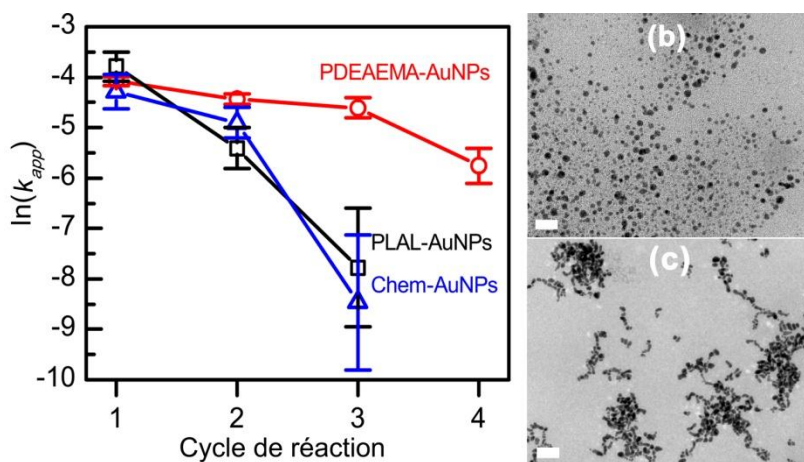 -3
-4
-5
-6
-7
-8
-9
-10
ln(k_app)
PDEAEMA-AuNPs
PLAL-AuNPs
Chem-AuNPs
1 2 3 4
Cycle de réaction
(b)
(c)